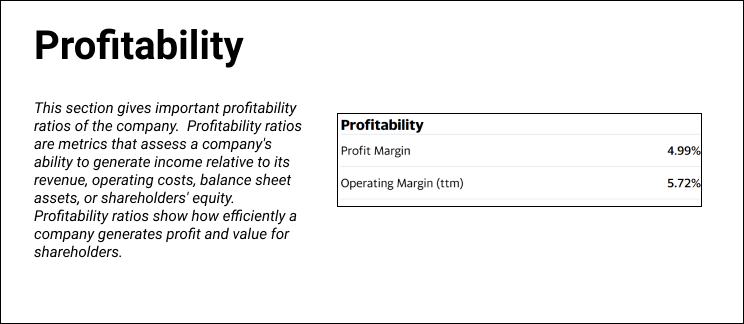 Profitability
This section gives important profitability
ratios of the company.  Profitability ratios
are metrics that assess a company's
ability to generate income relative to its
revenue, operating costs, balance sheet
assets, or shareholders' equity.
Profitability ratios show how efficiently a
company generates profit and value for
shareholders.
Profitability
Profit Margin 4.99%
Operating Margin (ttm) 5.72%